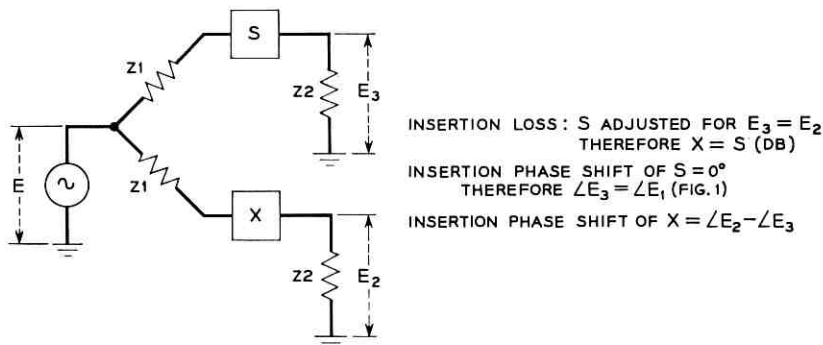 S
Z1
Z2
E3
E
Z1
X
Z2
E2
INSERTION LOSS: S ADJUSTED FOR E3 = E2
THEREFORE X = S (DB)
INSERTION PHASE SHIFT OF S = 0°
THEREFORE ∠E3 = ∠E1 (FIG. 1)
INSERTION PHASE SHIFT OF X = ∠E2 − ∠E3